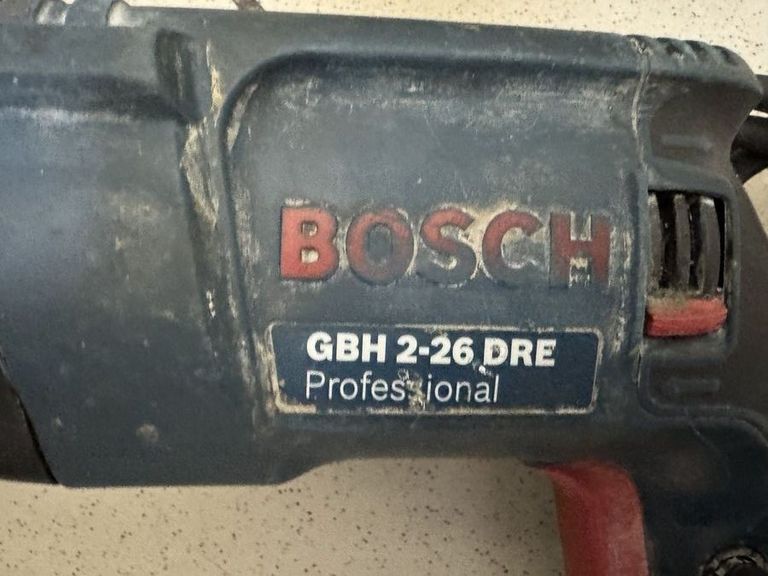 BOSCH
GBH 2-26 DRE
Professional